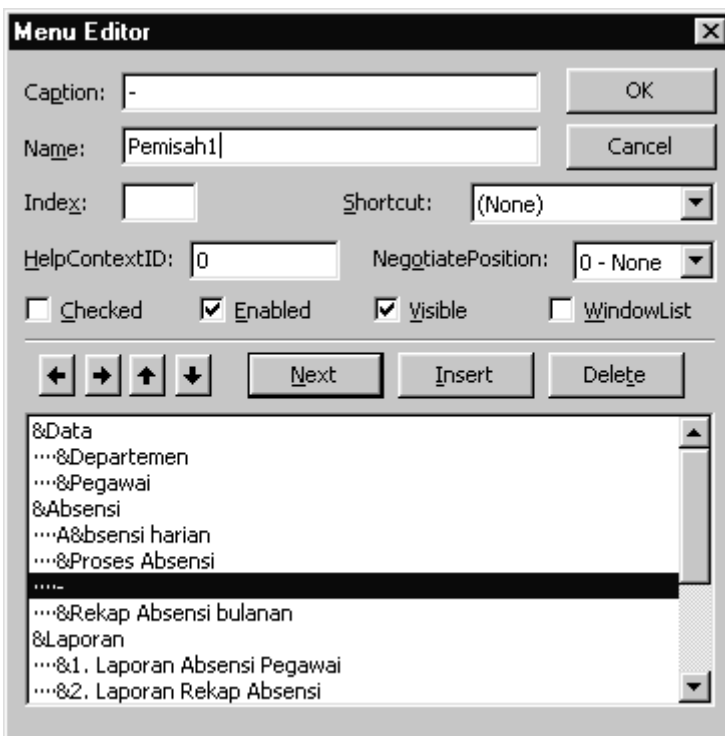 Menu Editor
Caption: -
OK
Name: Pemisah1
Cancel
Index:
Shortcut: (None)
HelpContextID: 0
NegotiatePosition: 0 - None
Checked
Enabled
Visible
WindowList
Next
Insert
Delete
&Data
····&Departemen
····&Pegawai
&Absensi
····A&bsensi harian
····&Proses Absensi
····-
····&Rekap Absensi bulanan
&Laporan
····&1. Laporan Absensi Pegawai
····&2. Laporan Rekap Absensi